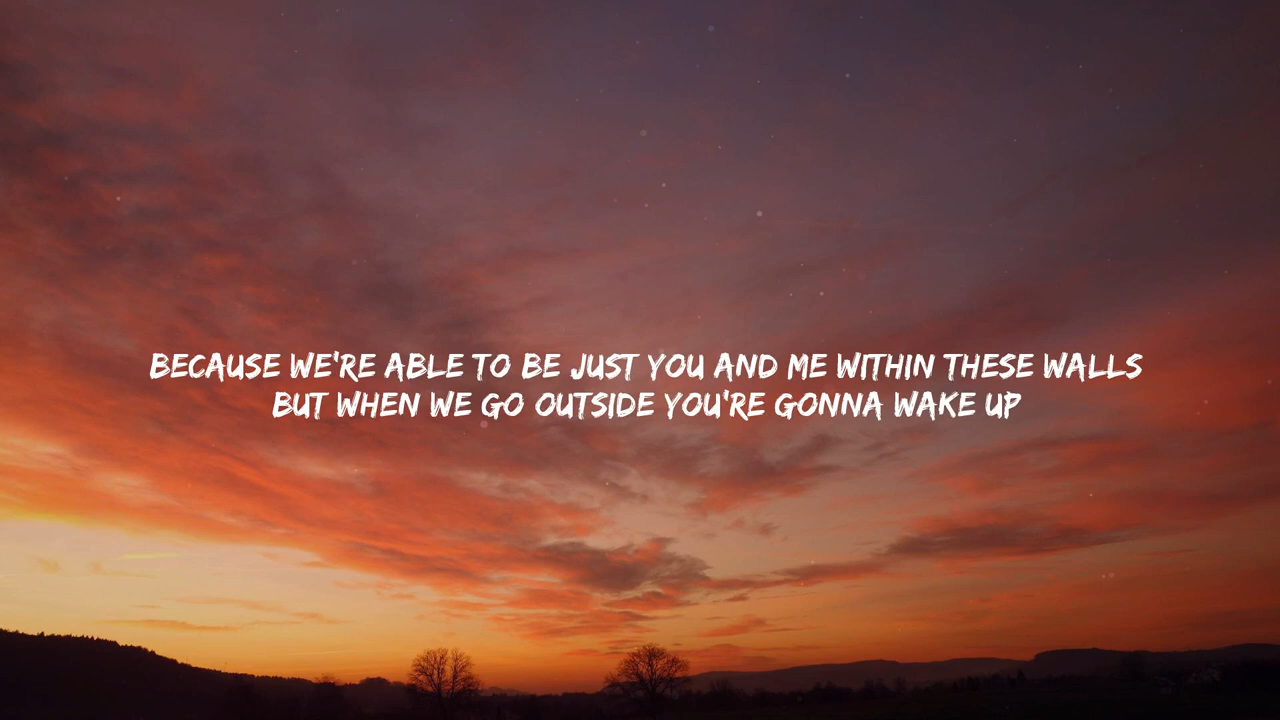 BECAUSE WE'RE ABLE TO BE JUST YOU AND ME WITHIN THESE WALLS
BUT WHEN WE GO OUTSIDE YOU'RE GONNA WAKE UP